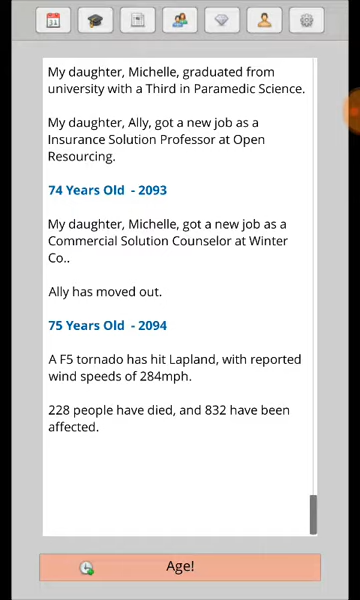 31
My daughter, Michelle, graduated from
university with a Third in Paramedic Science.
My daughter, Ally, got a new job as a
Insurance Solution Professor at Open
Resourcing.
74 Years Old - 2093
My daughter, Michelle, got a new job as a
Commercial Solution Counselor at Winter
Co..
Ally has moved out.
75 Years Old - 2094
A F5 tornado has hit Lapland, with reported
wind speeds of 284mph.
228 people have died, and 832 have been
affected.
Age!